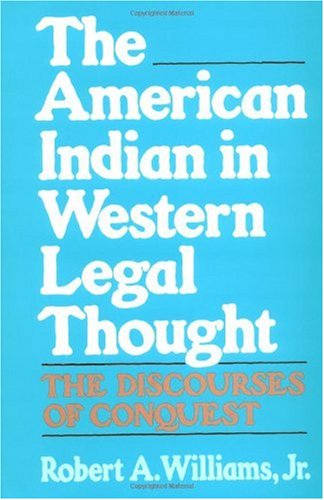 The
American
Indian in
Western
Legal
Thought
THE DISCOURSES
OF CONQUEST
Robert A. Williams, Jr.